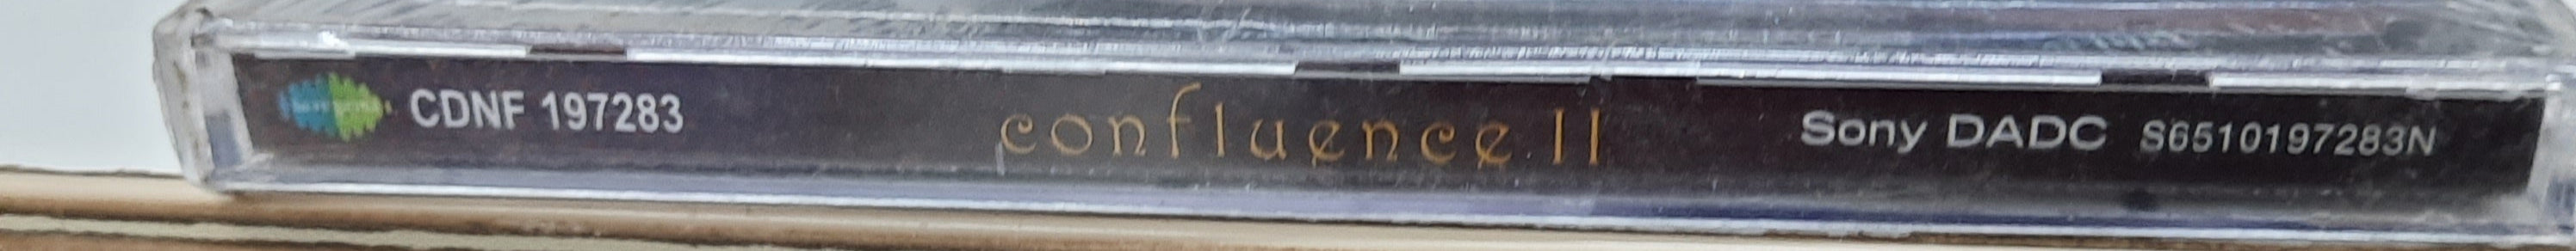 CDNF 197283
confluence II
Sony DADC S6510197283N